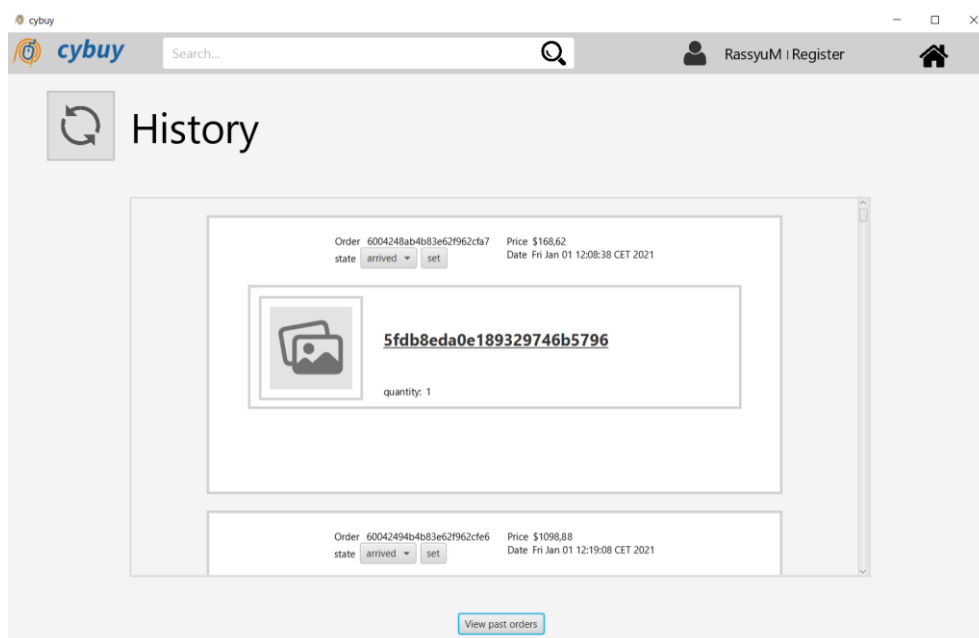 cybuy
cybuy Search... RassyuM | Register
History
Order 6004248ab4b83e62f962cfa7 Price $168,62
state arrived set Date Fri Jan 01 12:08:38 CET 2021
5fdb8eda0e189329746b5796
quantity: 1
Order 60042494b4b83e62f962cfe6 Price $1098,88
state arrived set Date Fri Jan 01 12:19:08 CET 2021
View past orders